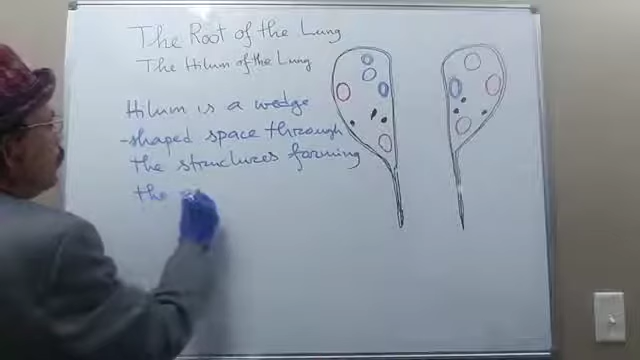 The Root of the Lung
The Hilum of the Lung
Hilum is a wedge
-shaped space through
the structures forming
the